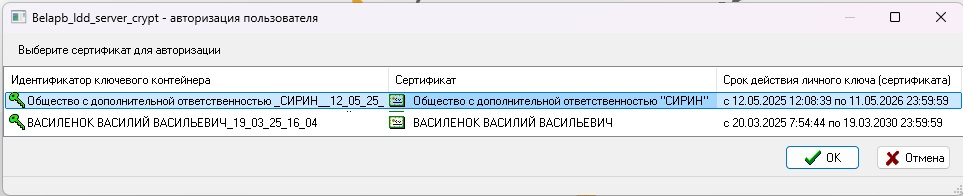 Belapb_ldd_server_crypt - авторизация пользователя
Выберите сертификат для авторизации
Идентификатор ключевого контейнера Сертификат Срок действия личного ключа (сертификата)
Общество с дополнительной ответственностью _СИРИН__12_05_25_ Общество с дополнительной ответственностью "СИРИН" с 12.05.2025 12:08:39 по 11.05.2026 23:59:59
ВАСИЛЕНОК ВАСИЛИЙ ВАСИЛЬЕВИЧ_19_03_25_16_04 ВАСИЛЕНОК ВАСИЛИЙ ВАСИЛЬЕВИЧ с 20.03.2025 7:54:44 по 19.03.2030 23:59:59
OK Отмена